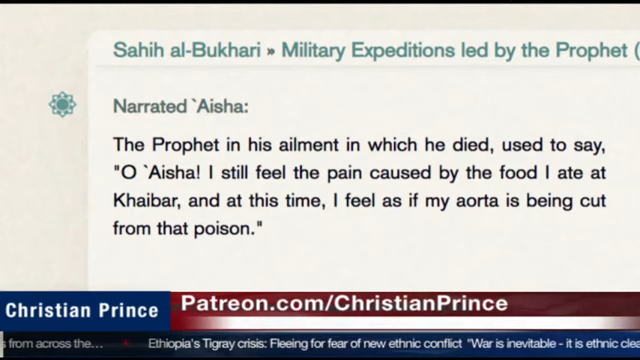 Sahih al-Bukhari » Military Expeditions led by the Prophet (
Narrated `Aisha:
The Prophet in his ailment in which he died, used to say,
"O `Aisha! I still feel the pain caused by the food I ate at
Khaibar, and at this time, I feel as if my aorta is being cut
from that poison."
Christian Prince
Patreon.com/ChristianPrince
s from across the... Ethiopia's Tigray crisis: Fleeing for fear of new ethnic conflict "War is inevitable - it is ethnic clea